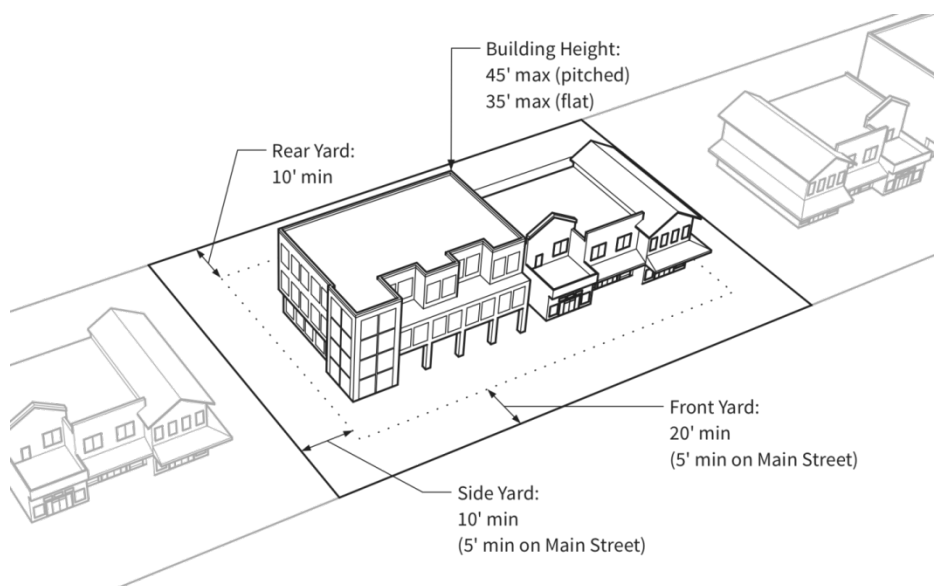 Building Height:
45' max (pitched)
35' max (flat)
Rear Yard:
10' min
Front Yard:
20' min
(5' min on Main Street)
Side Yard:
10' min
(5' min on Main Street)